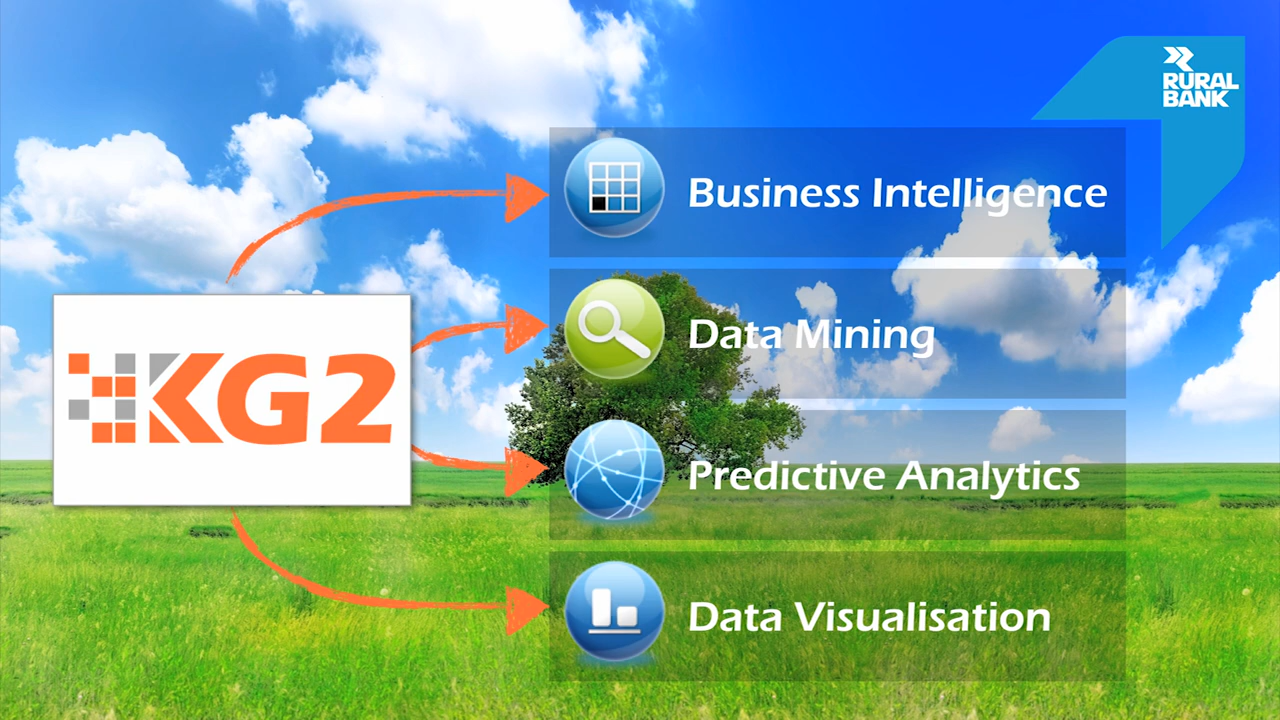 RURAL
BANK
Business Intelligence
Data Mining
KG2
Predictive Analytics
Data Visualisation